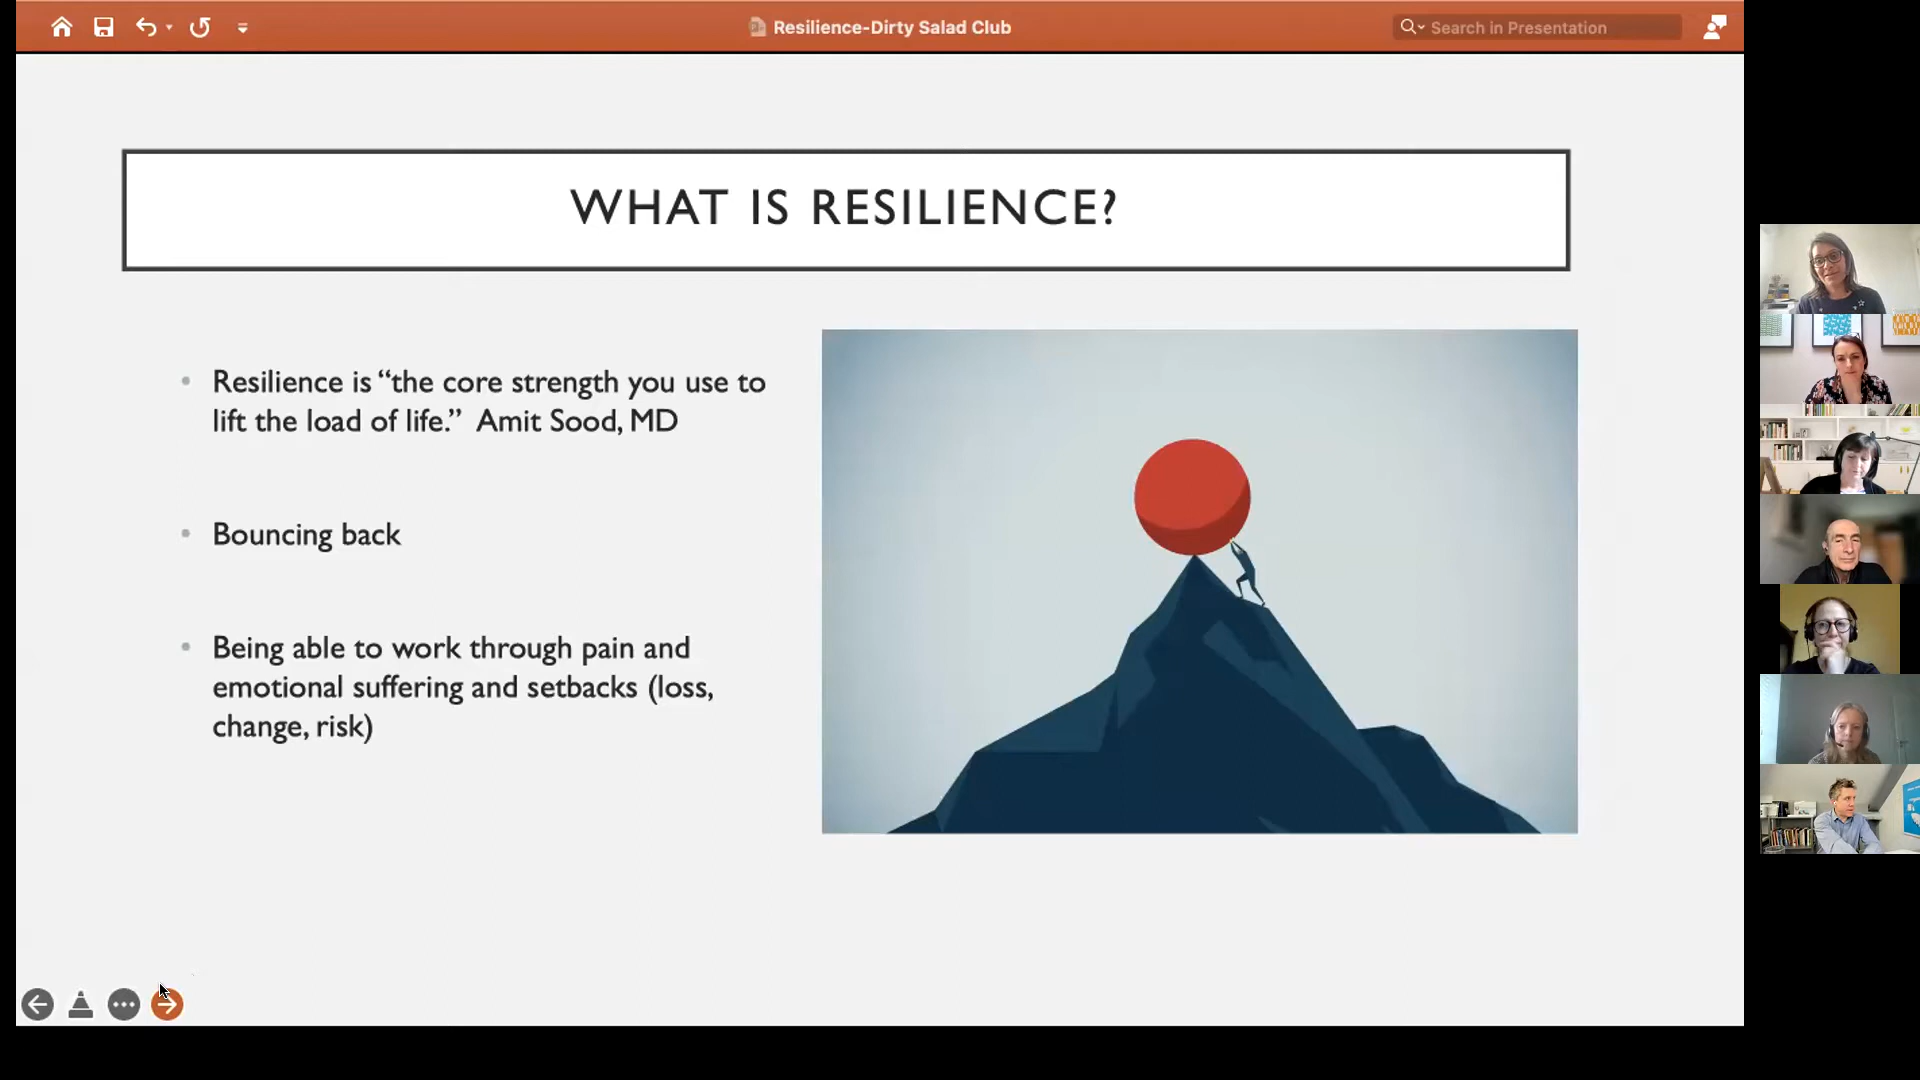 Resilience-Dirty Salad Club
Search in Presentation
WHAT IS RESILIENCE?
• Resilience is “the core strength you use to
lift the load of life.” Amit Sood, MD
• Bouncing back
• Being able to work through pain and
emotional suffering and setbacks (loss,
change, risk)